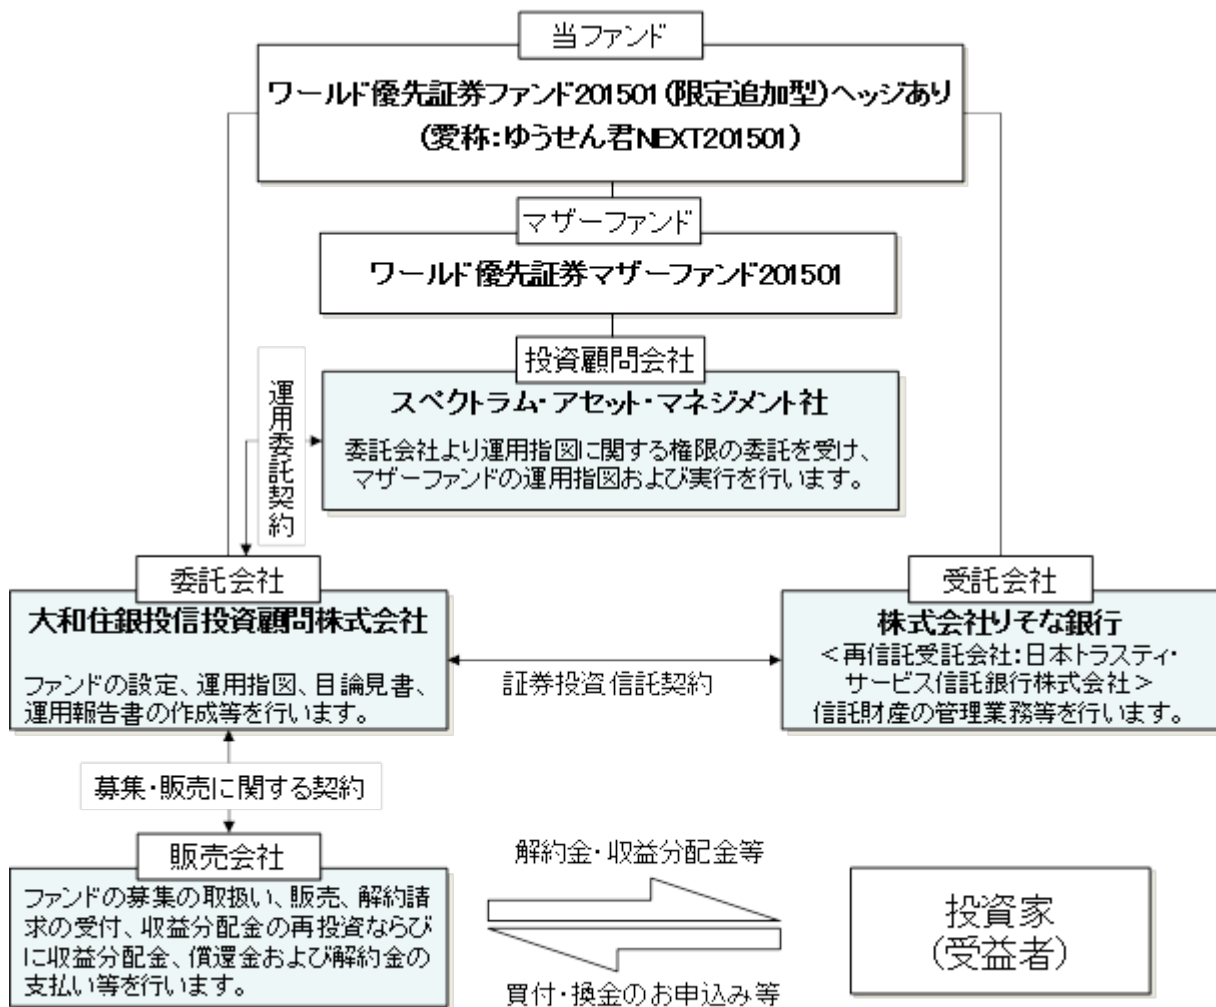 当ファンド
ワールド優先証券ファンド201501(限定追加型)ヘッジあり
(愛称:ゆうせん君NEXT201501)
マザーファンド
ワールド優先証券マザーファンド201501
投資顧問会社
スペクトラム・アセット・マネジメント社
委託会社より運用指図に関する権限の委託を受け、
マザーファンドの運用指図および実行を行います。
運用委託契約
委託会社
大和住銀投信投資顧問株式会社
ファンドの設定、運用指図、目論見書、
運用報告書の作成等を行います。
証券投資信託契約
受託会社
株式会社りそな銀行
<再信託受託会社:日本トラスティ・
サービス信託銀行株式会社>
信託財産の管理業務等を行います。
募集・販売に関する契約
販売会社
ファンドの募集の取扱い、販売、解約請
求の受付、収益分配金の再投資ならび
に収益分配金、償還金および解約金の
支払い等を行います。
解約金・収益分配金等
買付・換金のお申込み等
投資家
(受益者)